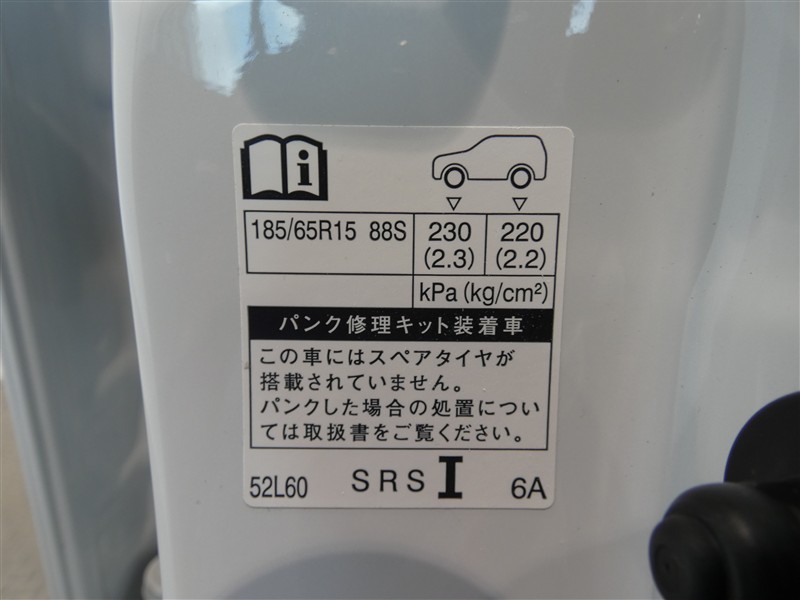 i
185/65R15 88S 230 220
(2.3) (2.2)
kPa (kg/cm²)
パンク修理キット装着車
この車にはスペアタイヤが
搭載されていません。
パンクした場合の処置につい
ては取扱書をご覧ください。
52L60 SRS I 6A